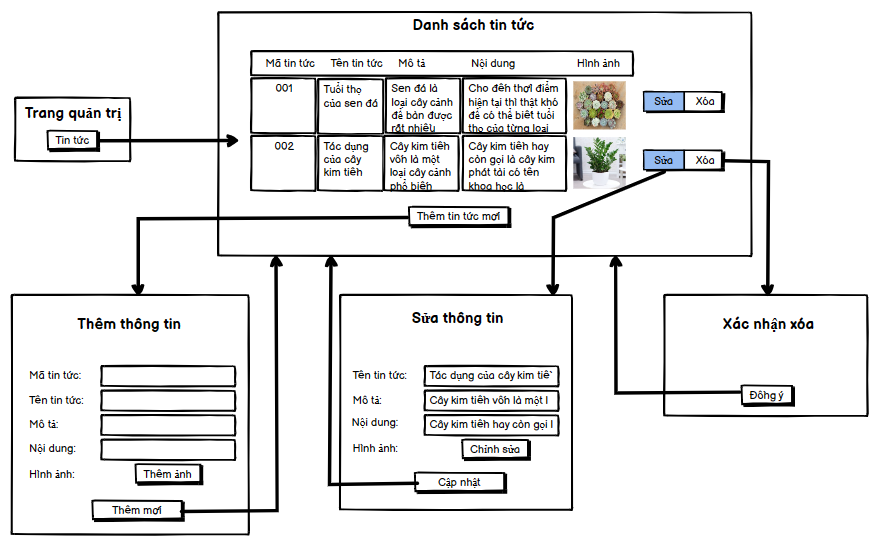 Danh sách tin tức
Mã tin tức Tên tin tức Mô tả Nội dung Hình ảnh
001
Tuổi thọ
của sen đá
Sen đá là
loại cây cảnh
để bàn được
rất nhiều
Cho đến thời điểm
hiện tại thì thật khó
để có thể biết tuổi
thọ của từng loại
Sửa Xóa
002
Tác dụng
của cây
kim tiền
Cây kim tiền
vốn là một
loại cây cảnh
phổ biến
Cây kim tiền hay
còn gọi là cây kim
phát tài có tên
khoa học là
Sửa Xóa
Thêm tin tức mới
Trang quản trị
Tin tức
Thêm thông tin
Mã tin tức:
Tên tin tức:
Mô tả:
Nội dung:
Hình ảnh: Thêm ảnh
Thêm mới
Sửa thông tin
Tên tin tức: Tác dụng của cây kim tiề
Mô tả: Cây kim tiền vốn là một l
Nội dung: Cây kim tiền hay còn gọi l
Hình ảnh: Chỉnh sửa
Cập nhật
Xác nhận xóa
Đồng ý